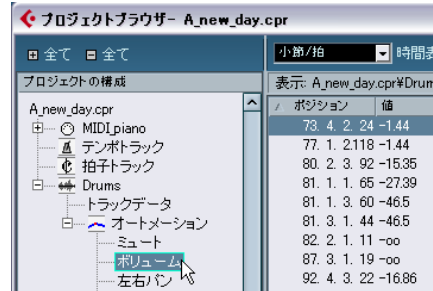 プロジェクトブラウザー A_new_day.cpr
全て 全て
小節/拍 時間表
プロジェクトの構成
表示: A_new_day.cpr¥Drum
ポジション 値
A_new_day.cpr
MIDI_piano
テンポトラック
拍子トラック
Drums
トラックデータ
オートメーション
ミュート
ボリューム
左右パン
73. 4. 2. 24 -1.44
77. 1. 2.118 -1.44
80. 2. 3. 92 -15.35
81. 1. 1. 65 -27.39
81. 1. 3. 60 -46.5
81. 3. 1. 44 -46.5
82. 2. 1. 11 -oo
87. 3. 1. 19 -oo
92. 4. 3. 22 -16.86